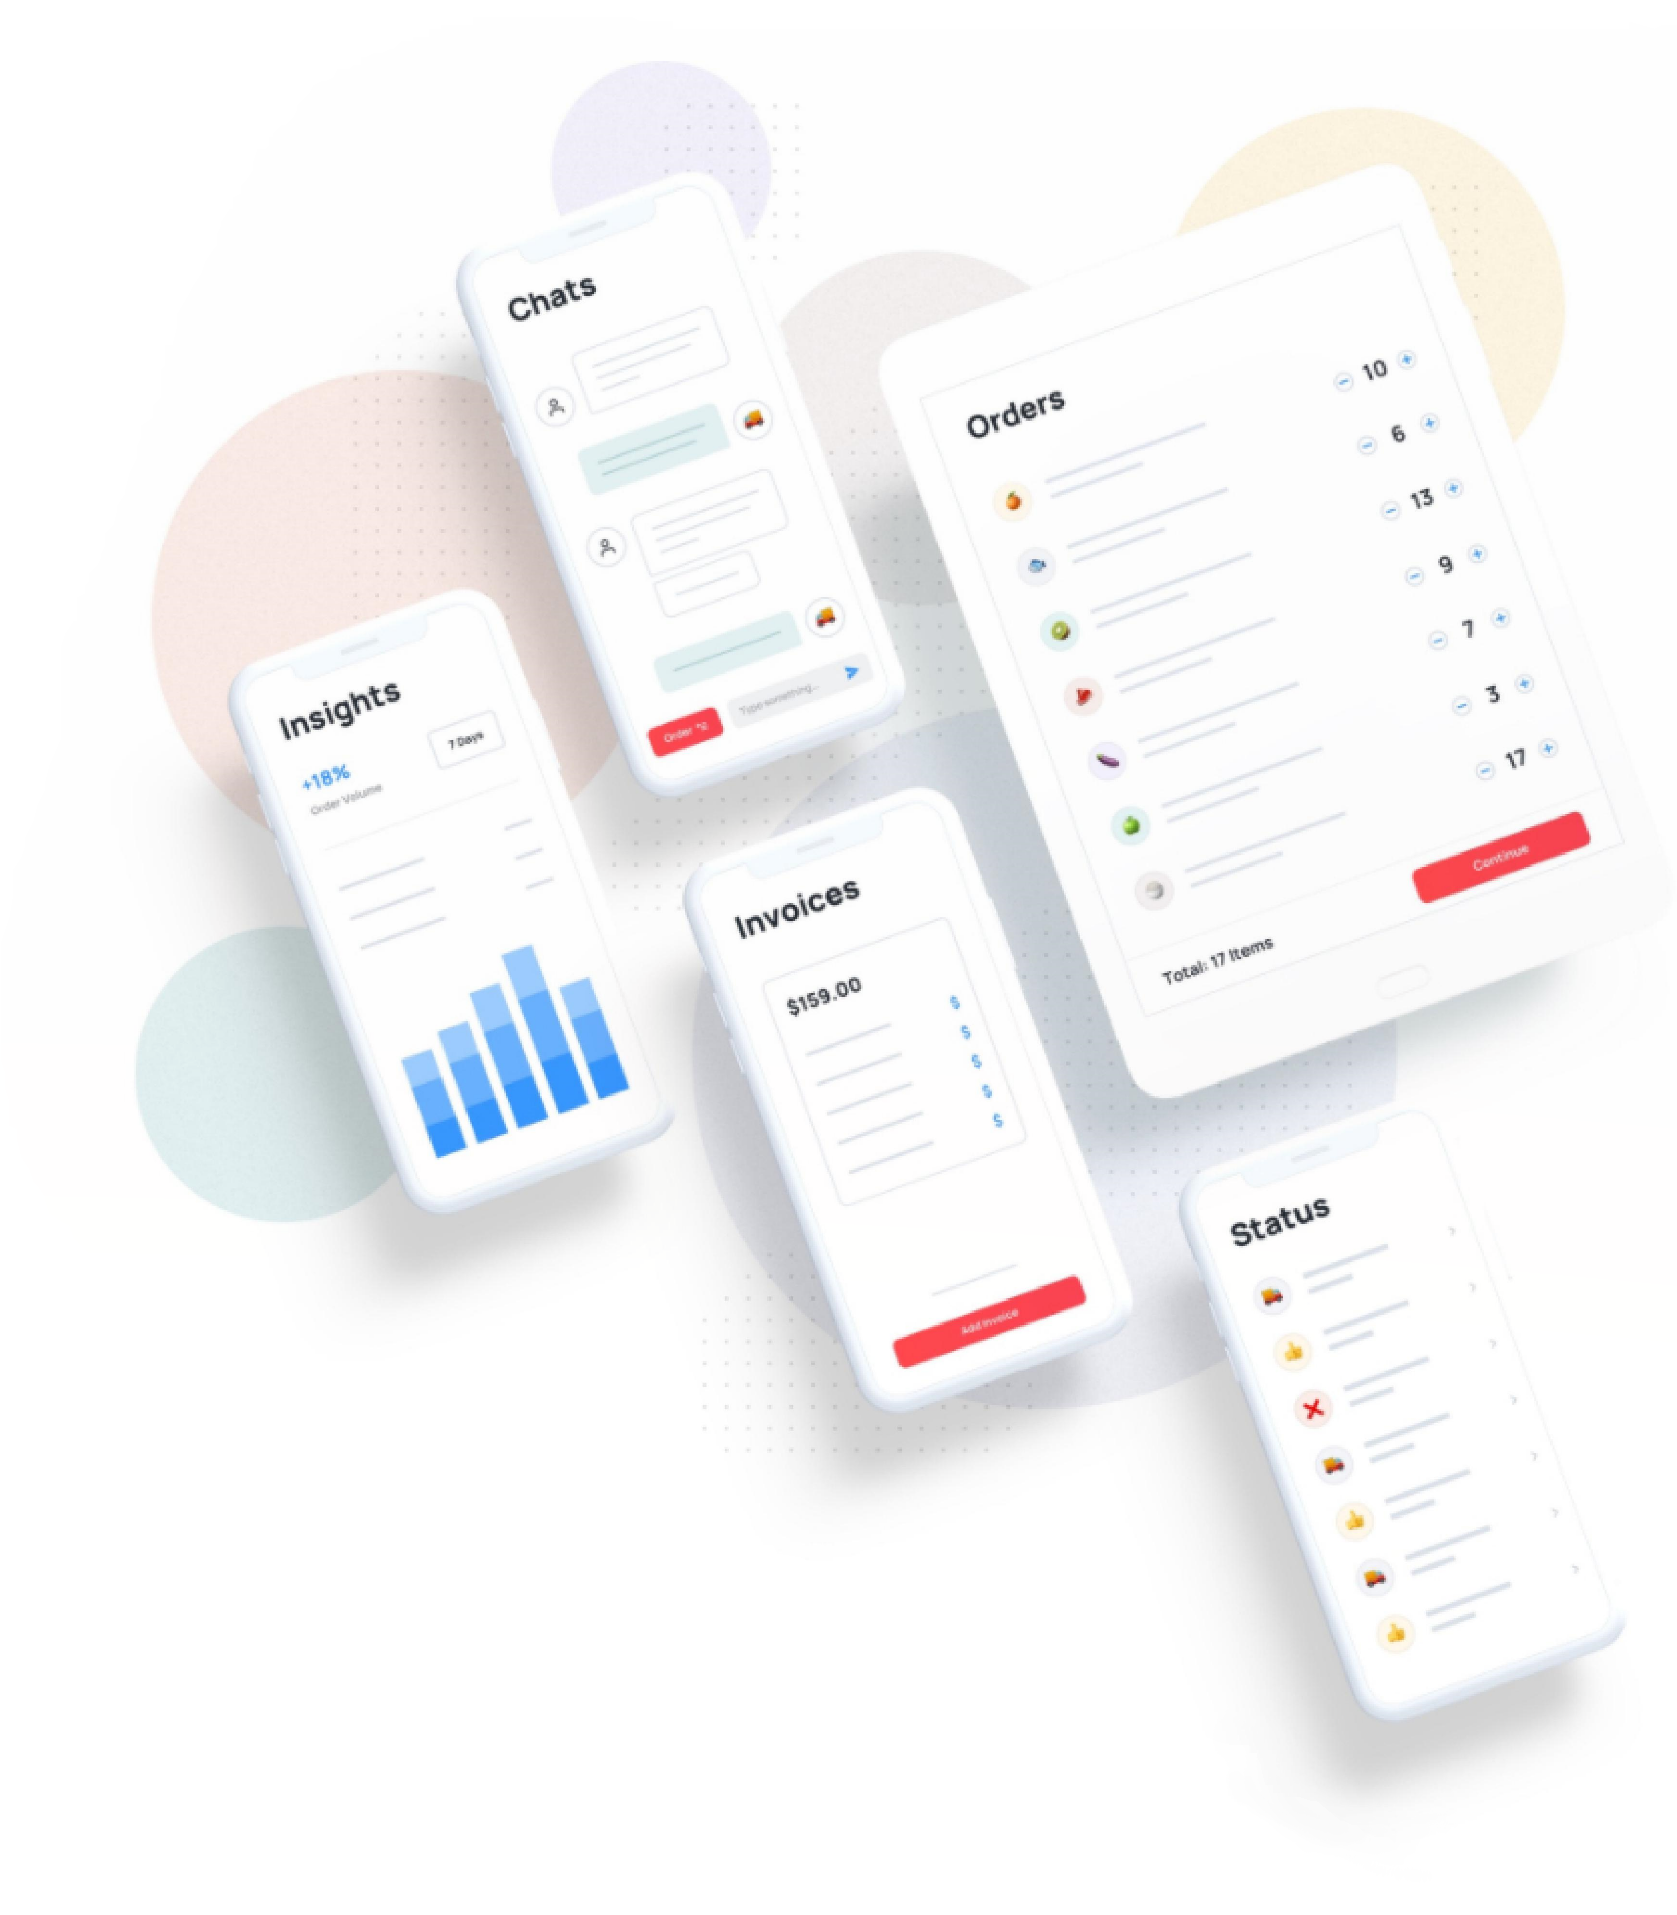 Chats
Order
Type something...
Insights
+18%
Order Volume
7 Days
Orders
10
6
13
9
7
3
17
Continue
Total: 17 Items
Invoices
$159.00
$
$
$
$
$
Add Invoice
Status